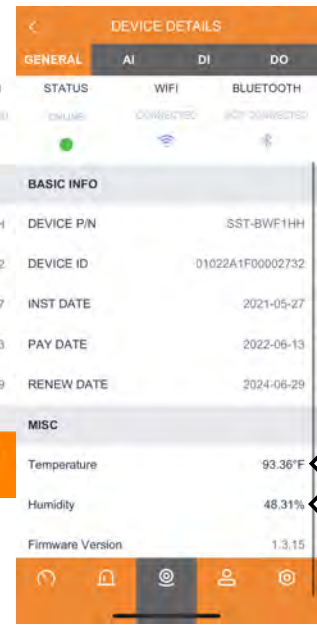 DEVICE DETAILS
GENERAL AI DI DO
STATUS WIFI BLUETOOTH
ONLINE CONNECTED NOT CONNECTED
BASIC INFO
DEVICE P/N SST-BWF1HH
DEVICE ID 01022A1F00002732
INST DATE 2021-05-27
PAY DATE 2022-06-13
RENEW DATE 2024-06-29
MISC
Temperature 93.36°F
Humidity 48.31%
Firmware Version 1.3.15